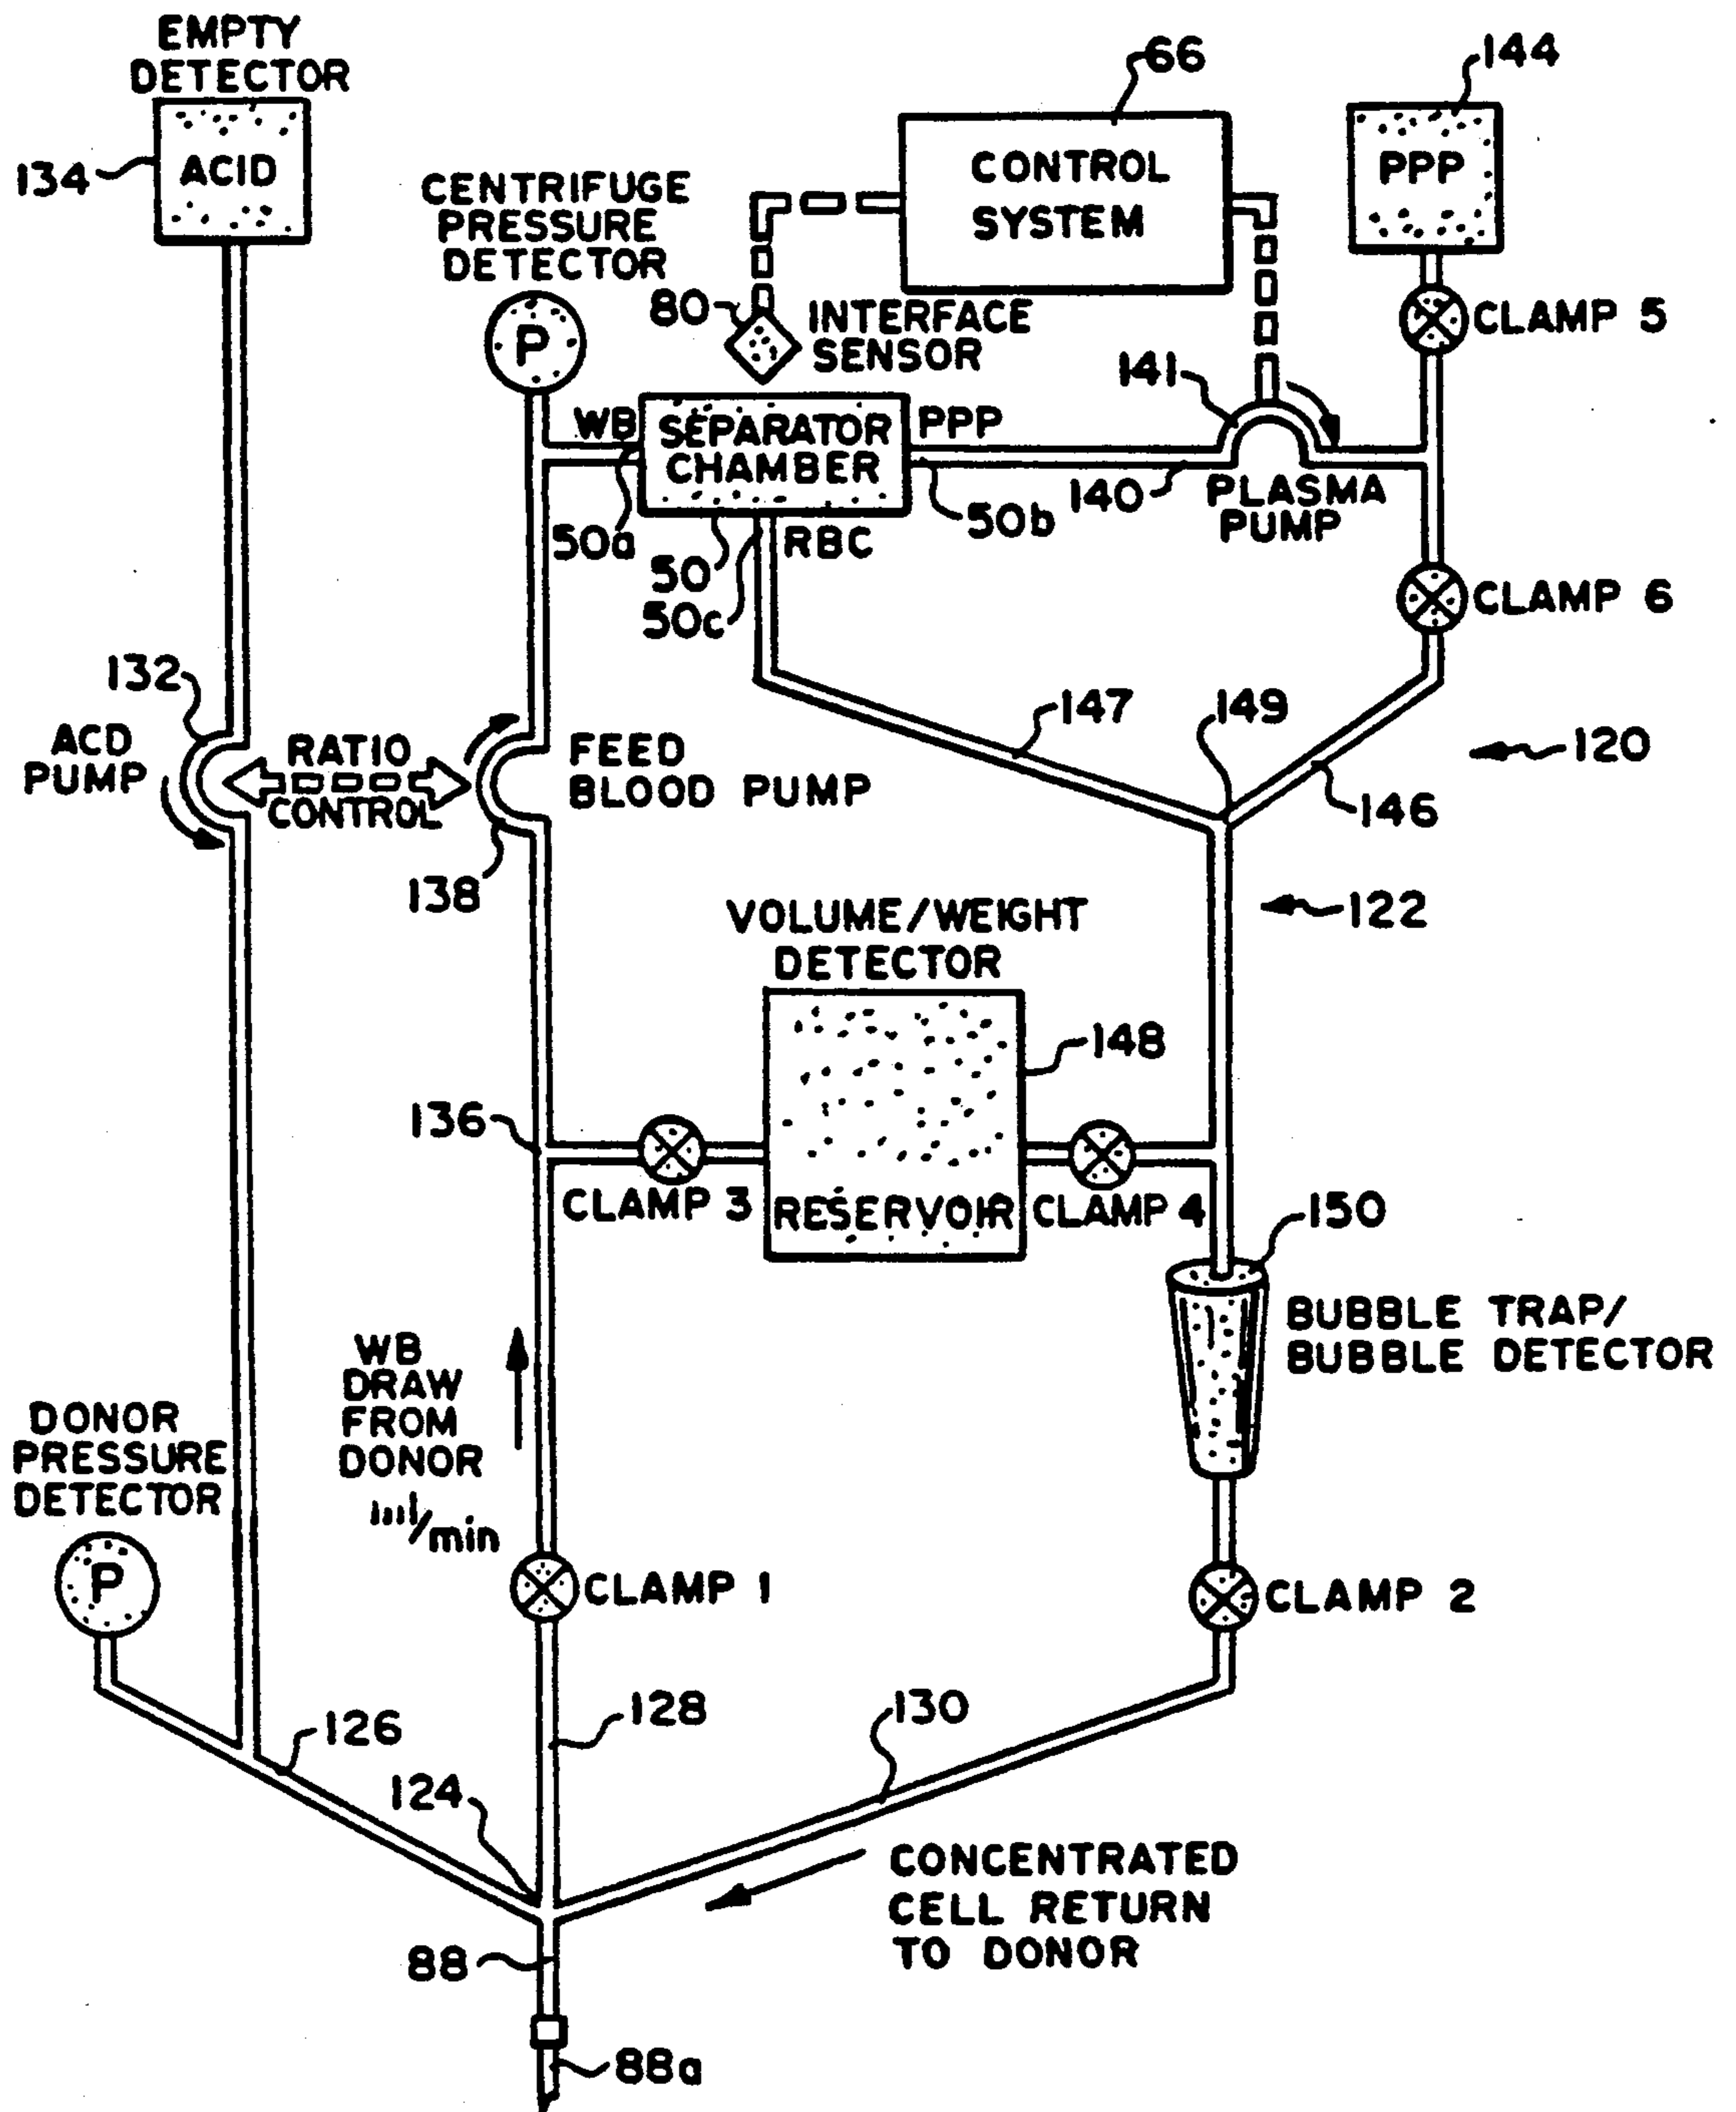 EMPTY
DETECTOR
134
ACID
66
CONTROL
SYSTEM
144
PPP
CENTRIFUGE
PRESSURE
DETECTOR
P
80
INTERFACE
SENSOR
CLAMP 5
141
WB
SEPARATOR
CHAMBER
PPP
50a
50
50c
RBC
50b
140
PLASMA
PUMP
CLAMP 6
132
ACD
PUMP
RATIO
CONTROL
FEED
BLOOD PUMP
138
147
149
120
146
122
VOLUME/WEIGHT
DETECTOR
148
136
CLAMP 3
RESERVOIR
CLAMP 4
150
BUBBLE TRAP/
BUBBLE DETECTOR
WB
DRAW
FROM
DONOR
ml/min
DONOR
PRESSURE
DETECTOR
P
CLAMP 1
CLAMP 2
126
128
130
124
CONCENTRATED
CELL RETURN
TO DONOR
88
88a